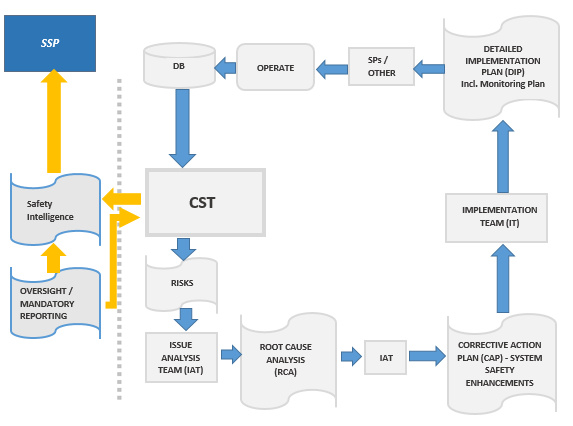 SSP
DB
OPERATE
SPs /
OTHER
DETAILED
IMPLEMENTATION
PLAN (DIP)
Incl. Monitoring Plan
Safety
Intelligence
CST
IMPLEMENTATION
TEAM (IT)
OVERSIGHT /
MANDATORY
REPORTING
RISKS
ISSUE
ANALYSIS
TEAM (IAT)
ROOT CAUSE
ANALYSIS
(RCA)
IAT
CORRECTIVE ACTION
PLAN (CAP) - SYSTEM
SAFETY
ENHANCEMENTS